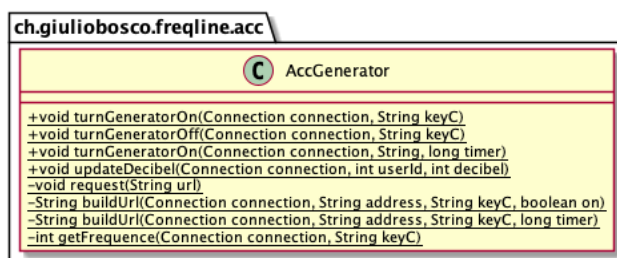 ch.giuliobosco.freqline.acc
C AccGenerator
+void turnGeneratorOn(Connection connection, String keyC)
+void turnGeneratorOff(Connection connection, String keyC)
+void turnGeneratorOn(Connection connection, String, long timer)
+void updateDecibel(Connection connection, int userId, int decibel)
-void request(String url)
-String buildUrl(Connection connection, String address, String keyC, boolean on)
-String buildUrl(Connection connection, String address, String keyC, long timer)
-int getFrequence(Connection connection, String keyC)